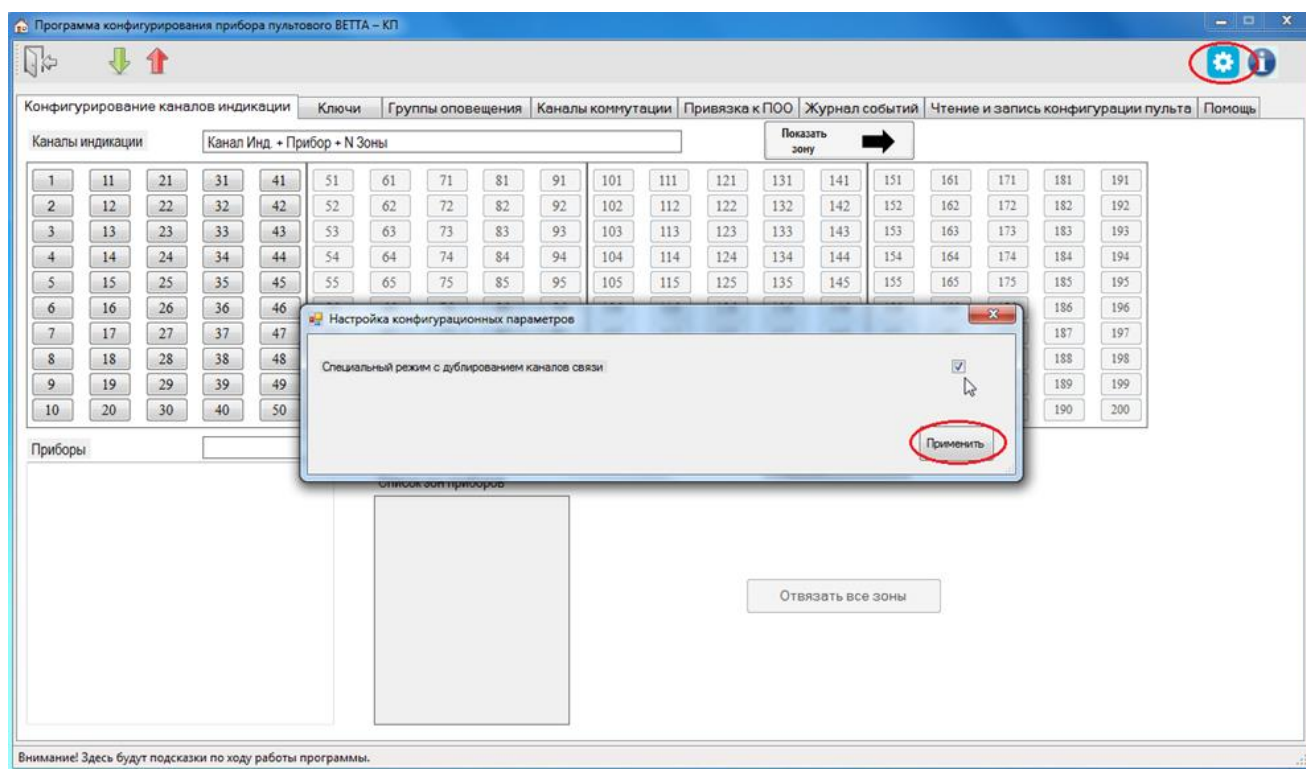 Программа конфигурирования прибора пультового ВЕТТА – КП
Конфигурирование каналов индикации Ключи Группы оповещения Каналы коммутации Привязка к ПОО Журнал событий Чтение и запись конфигурации пульта Помощь
Каналы индикации Канал Инд. + Прибор + N Зоны Показать
зону
1 11 21 31 41 51 61 71 81 91 101 111 121 131 141 151 161 171 181 191
2 12 22 32 42 52 62 72 82 92 102 112 122 132 142 152 162 172 182 192
3 13 23 33 43 53 63 73 83 93 103 113 123 133 143 153 163 173 183 193
4 14 24 34 44 54 64 74 84 94 104 114 124 134 144 154 164 174 184 194
5 15 25 35 45 55 65 75 85 95 105 115 125 135 145 155 165 175 185 195
6 16 26 36 46 186 196
7 17 27 37 47 187 197
8 18 28 38 48 188 198
9 19 29 39 49 189 199
10 20 30 40 50 190 200
Настройка конфигурационных параметров
Специальный режим с дублированием каналов связи
Применить
Приборы
Список зон приборов
Отвязать все зоны
Внимание! Здесь будут подсказки по ходу работы программы.